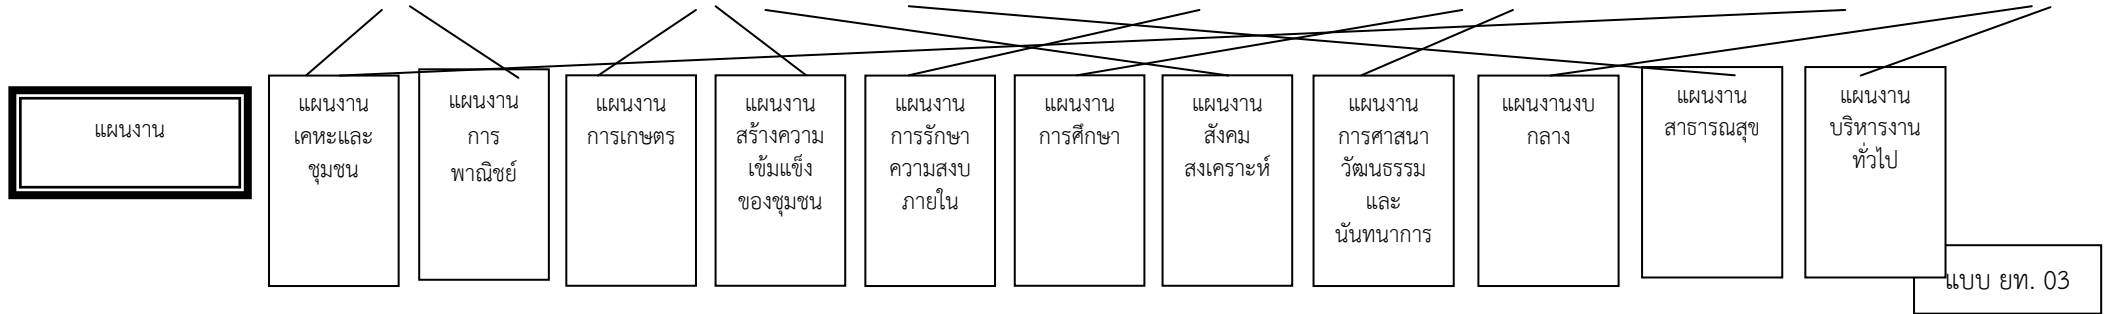 แผนงาน
แผนงาน
เคหะและ
ชุมชน
แผนงาน
การ
พาณิชย์
แผนงาน
การเกษตร
แผนงาน
สร้างความ
เข้มแข็ง
ของชุมชน
แผนงาน
การรักษา
ความสงบ
ภายใน
แผนงาน
การศึกษา
แผนงาน
สังคม
สงเคราะห์
แผนงาน
การศาสนา
วัฒนธรรม
และ
นันทนาการ
แผนงานงบ
กลาง
แผนงาน
สาธารณสุข
แผนงาน
บริหารงาน
ทั่วไป
แบบ ยท. 03